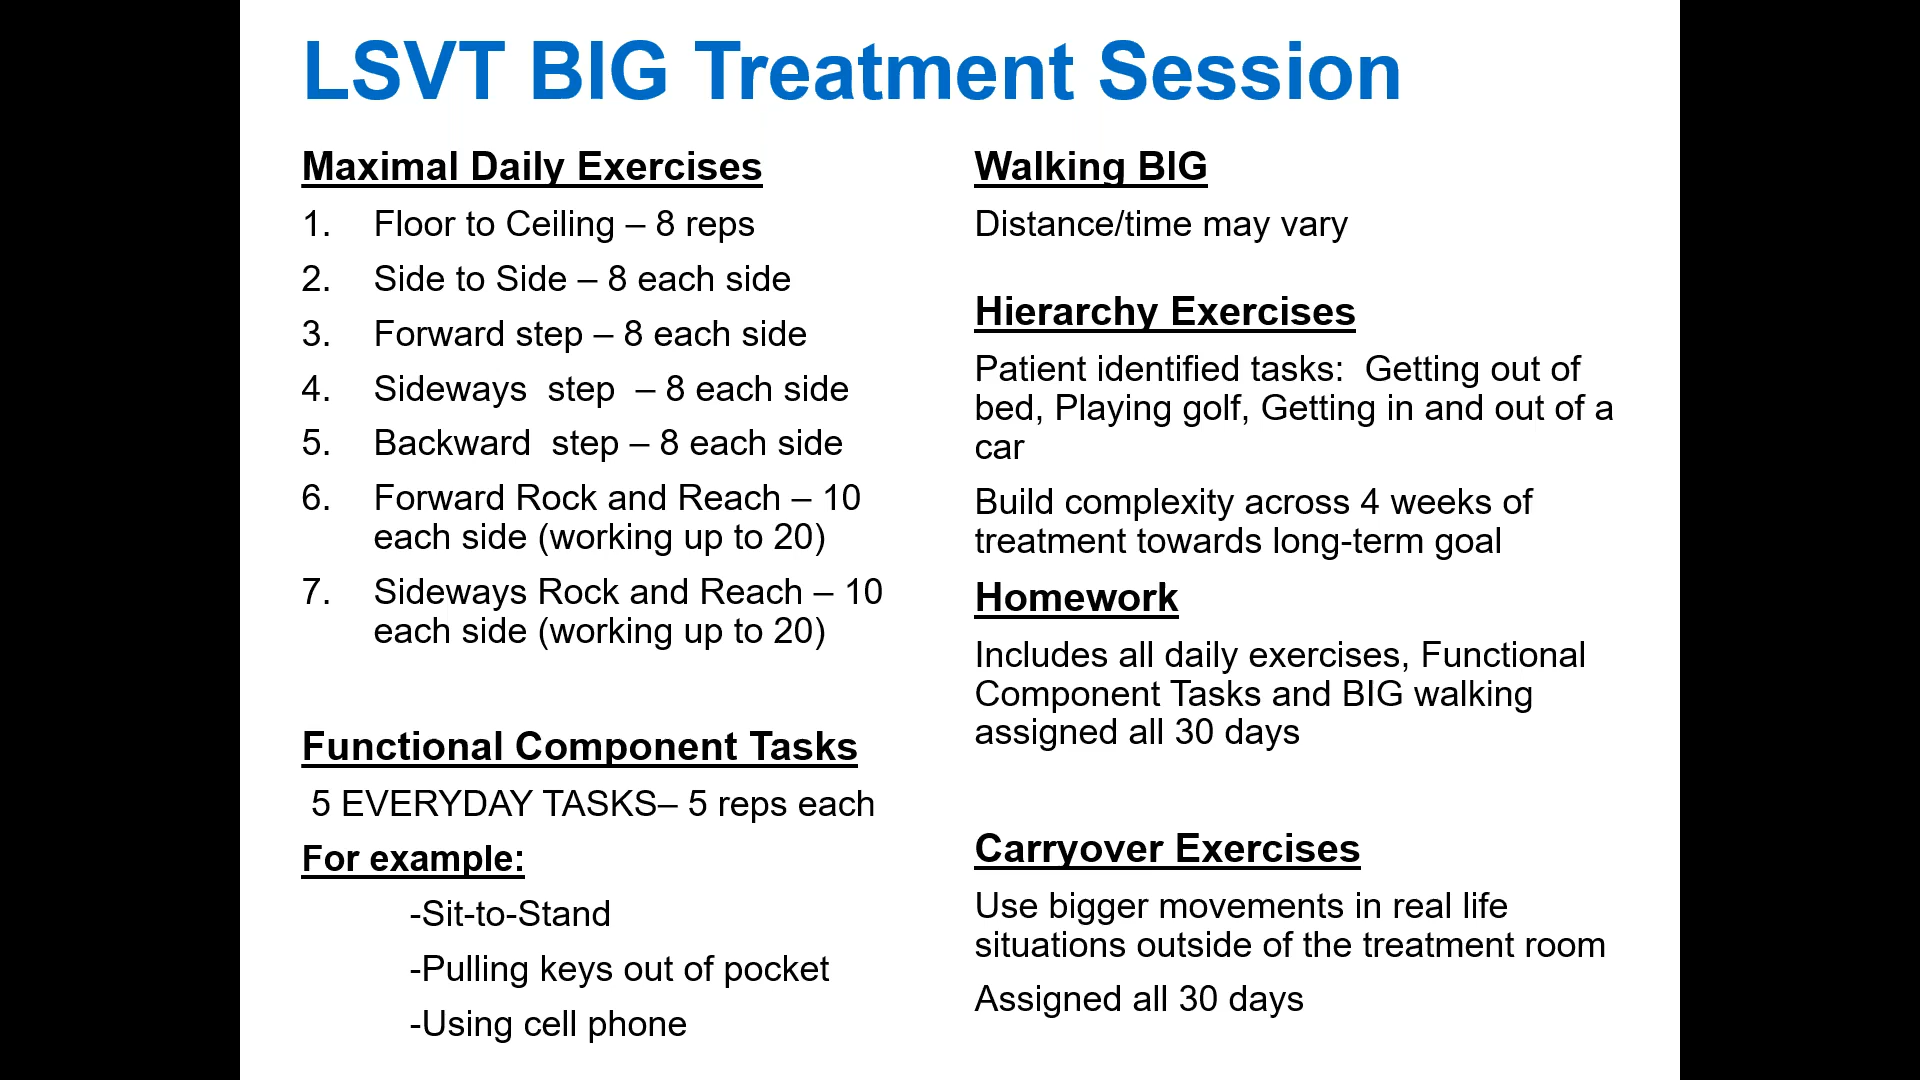 LSVT BIG Treatment Session
Maximal Daily Exercises
1. Floor to Ceiling – 8 reps
2. Side to Side – 8 each side
3. Forward step – 8 each side
4. Sideways  step  – 8 each side
5. Backward  step – 8 each side
6. Forward Rock and Reach – 10
each side (working up to 20)
7. Sideways Rock and Reach – 10
each side (working up to 20)
Functional Component Tasks
5 EVERYDAY TASKS– 5 reps each
For example:
-Sit-to-Stand
-Pulling keys out of pocket
-Using cell phone
Walking BIG
Distance/time may vary
Hierarchy Exercises
Patient identified tasks:  Getting out of
bed, Playing golf, Getting in and out of a
car
Build complexity across 4 weeks of
treatment towards long-term goal
Homework
Includes all daily exercises, Functional
Component Tasks and BIG walking
assigned all 30 days
Carryover Exercises
Use bigger movements in real life
situations outside of the treatment room
Assigned all 30 days